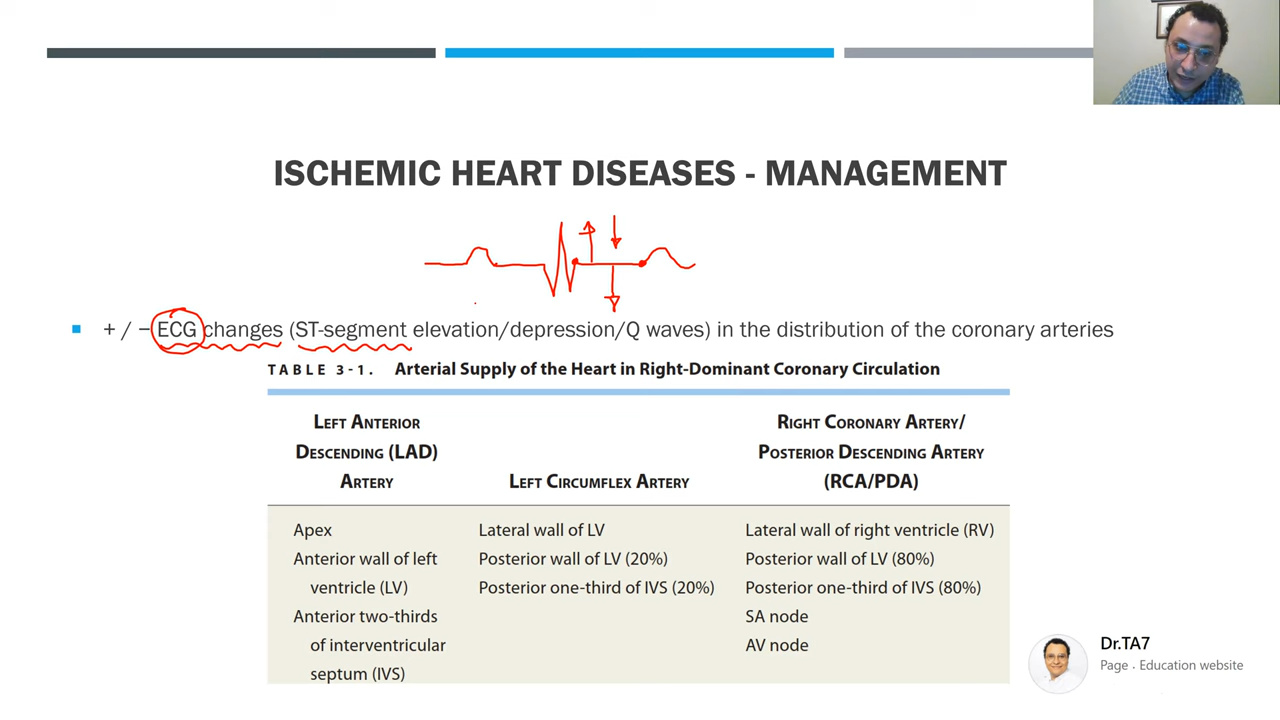 ISCHEMIC HEART DISEASES - MANAGEMENT
+ / − ECG changes (ST-segment elevation/depression/Q waves) in the distribution of the coronary arteries
TABLE 3-1. Arterial Supply of the Heart in Right-Dominant Coronary Circulation
LEFT ANTERIOR
DESCENDING (LAD)
ARTERY
LEFT CIRCUMFLEX ARTERY
RIGHT CORONARY ARTERY/
POSTERIOR DESCENDING ARTERY
(RCA/PDA)
Apex
Anterior wall of left
ventricle (LV)
Anterior two-thirds
of interventricular
septum (IVS)
Lateral wall of LV
Posterior wall of LV (20%)
Posterior one-third of IVS (20%)
Lateral wall of right ventricle (RV)
Posterior wall of LV (80%)
Posterior one-third of IVS (80%)
SA node
AV node
Dr.TA7
Page · Education website